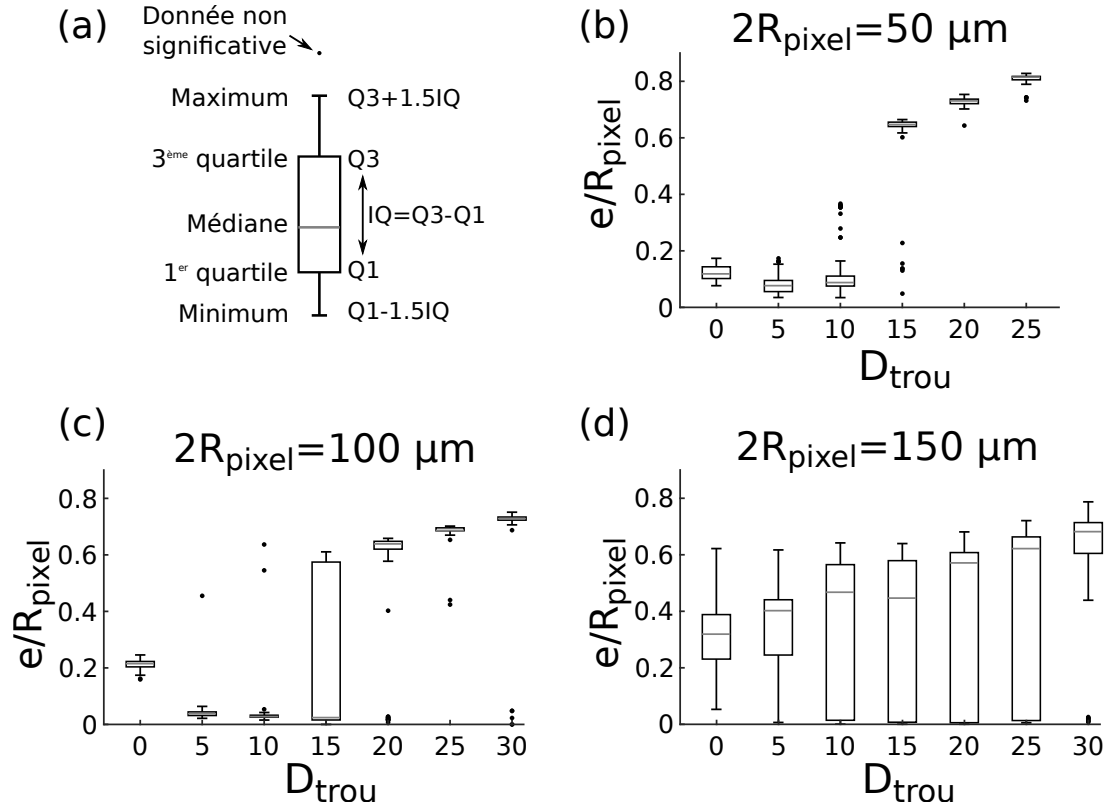 (a)
Donnée non
significative
Maximum
Q3+1.5IQ
3ème quartile
Q3
Médiane
IQ=Q3-Q1
1er quartile
Q1
Minimum
Q1-1.5IQ
(b)
2Rpixel=50 µm
e/Rpixel
0.8
0.6
0.4
0.2
0
0 5 10 15 20 25
Dtrou
(c)
2Rpixel=100 µm
e/Rpixel
0.8
0.6
0.4
0.2
0
0 5 10 15 20 25 30
Dtrou
(d)
2Rpixel=150 µm
e/Rpixel
0.8
0.6
0.4
0.2
0
0 5 10 15 20 25 30
Dtrou